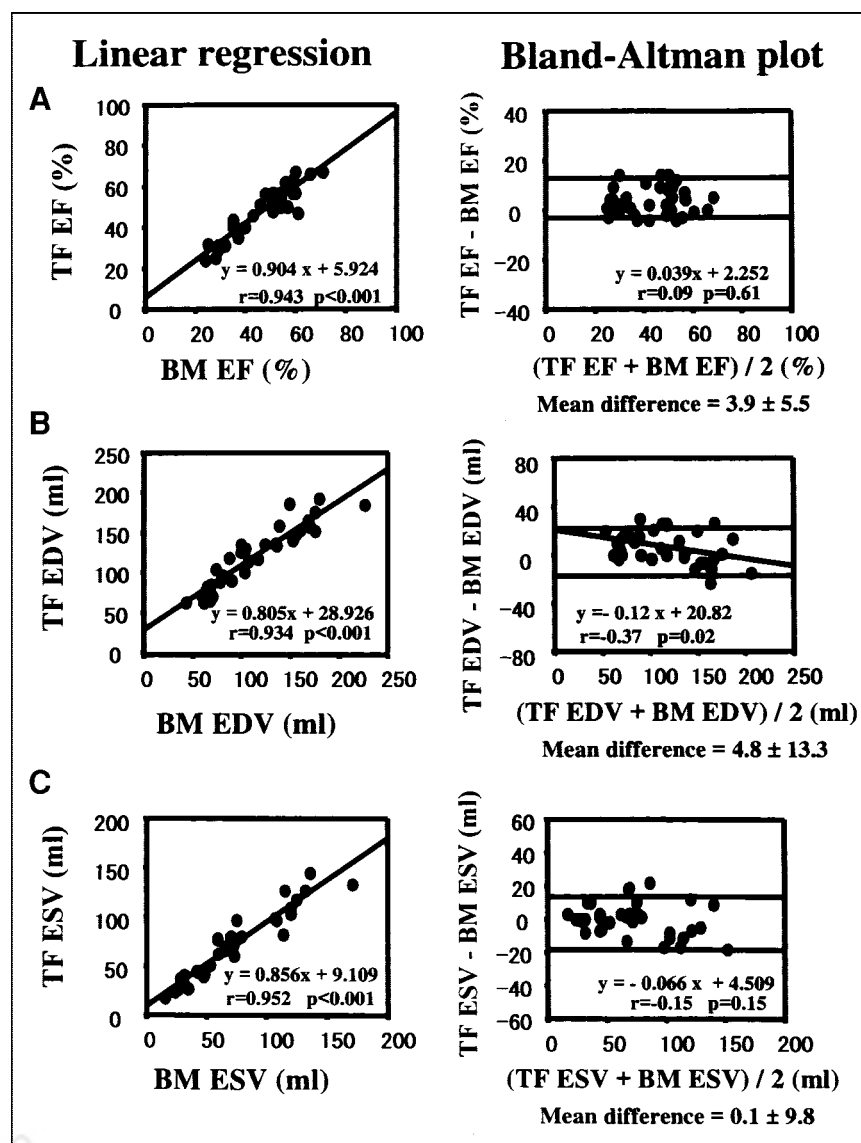 Linear regression
Bland-Altman plot
A
TF EF (%)
100
80
60
40
20
0
y = 0.904 x + 5.924
r=0.943 p<0.001
0 20 40 60 80 100
BM EF (%)
TF EF - BM EF (%)
40
20
0
−20
−40
y = 0.039x + 2.252
r=0.09 p=0.61
0 20 40 60 80 100
(TF EF + BM EF) / 2 (%)
Mean difference = 3.9 ± 5.5
B
TF EDV (ml)
250
200
150
100
50
0
y = 0.805x + 28.926
r=0.934 p<0.001
0 50 100 150 200 250
BM EDV (ml)
TF EDV - BM EDV (ml)
80
40
0
−40
−80
y =- 0.12 x + 20.82
r=-0.37 p=0.02
0 50 100 150 200 250
(TF EDV + BM EDV) / 2 (ml)
Mean difference = 4.8 ± 13.3
C
TF ESV (ml)
200
150
100
50
0
y = 0.856x + 9.109
r=0.952 p<0.001
0 50 100 150 200
BM ESV (ml)
TF ESV - BM ESV (ml)
60
40
20
0
−20
−40
−60
y = - 0.066 x + 4.509
r=-0.15 p=0.15
0 50 100 150 200
(TF ESV + BM ESV) / 2 (ml)
Mean difference = 0.1 ± 9.8